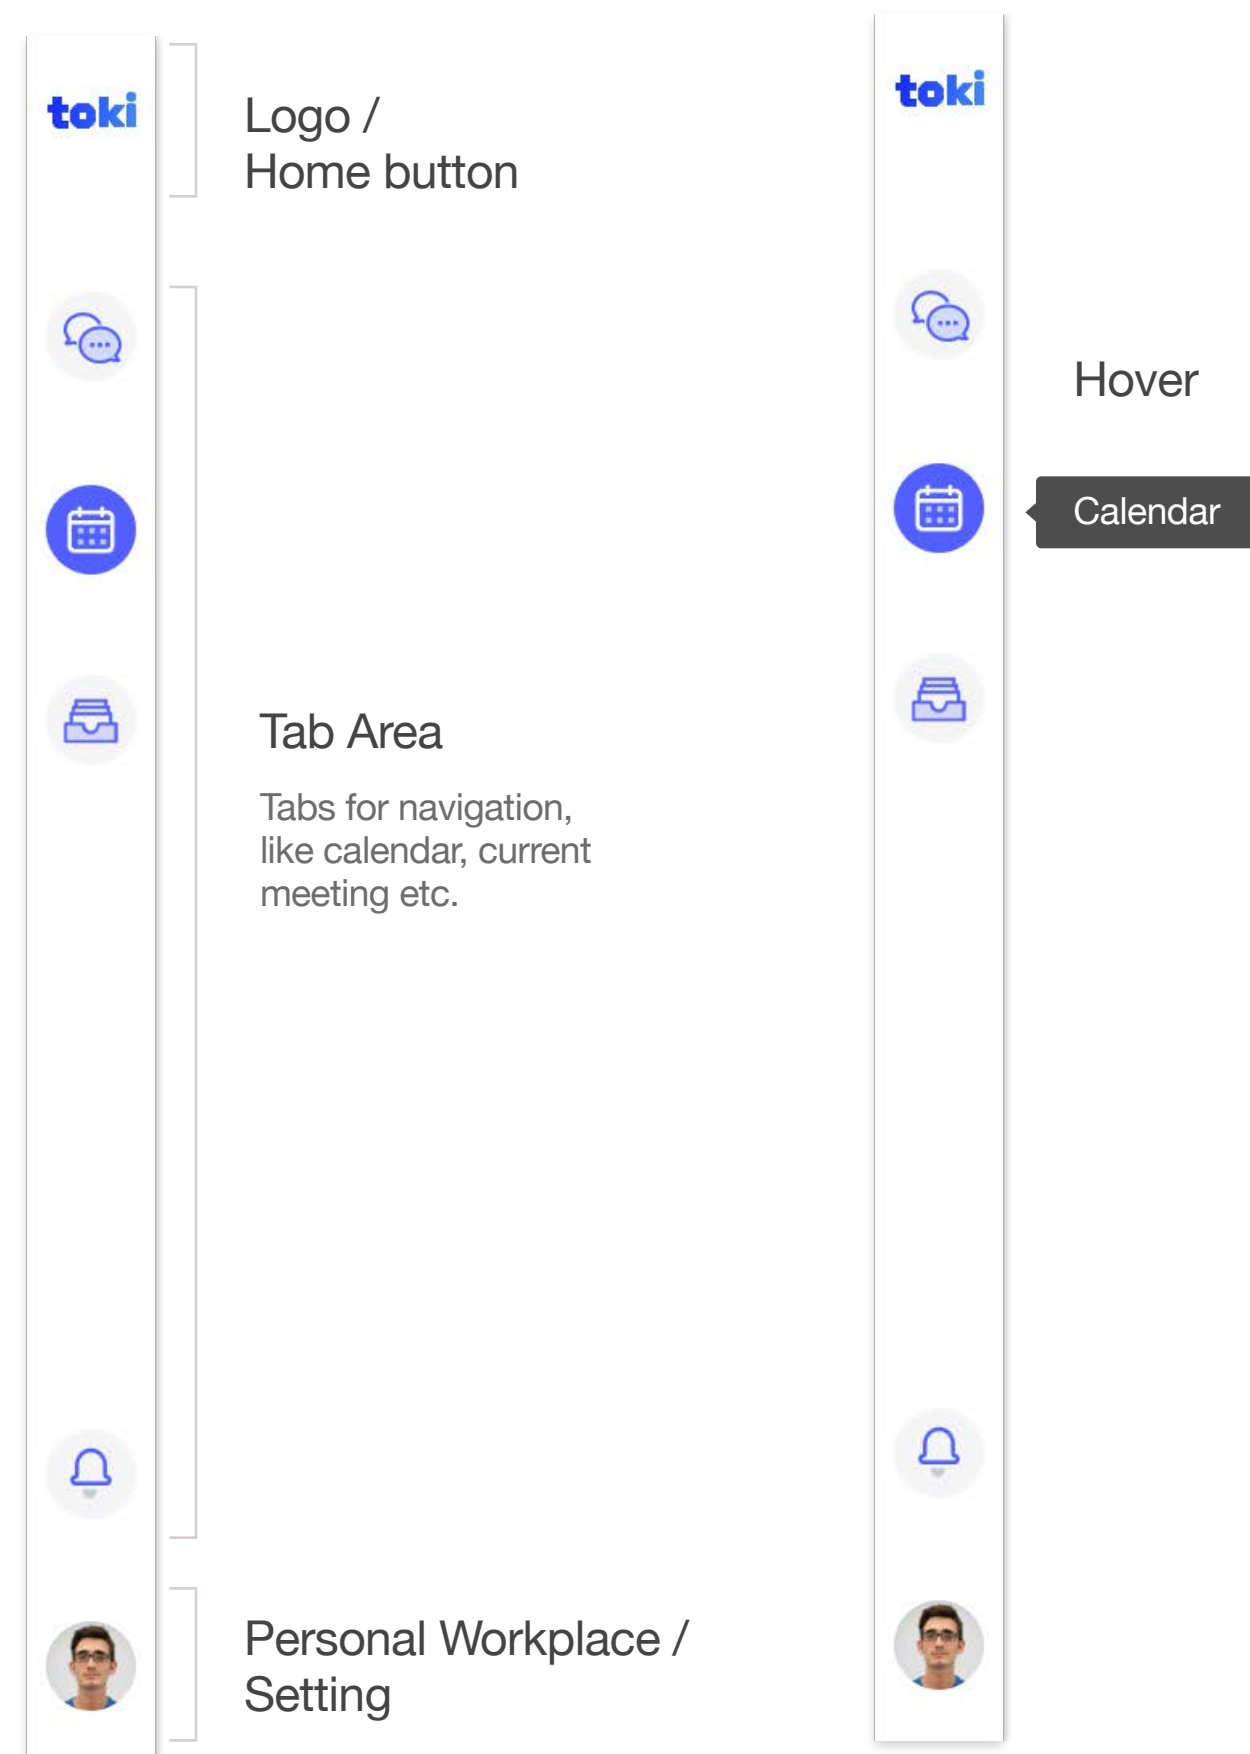 toki
Logo /
Home button
Tab Area
Tabs for navigation,
like calendar, current
meeting etc.
Personal Workplace /
Setting
toki
Hover
Calendar